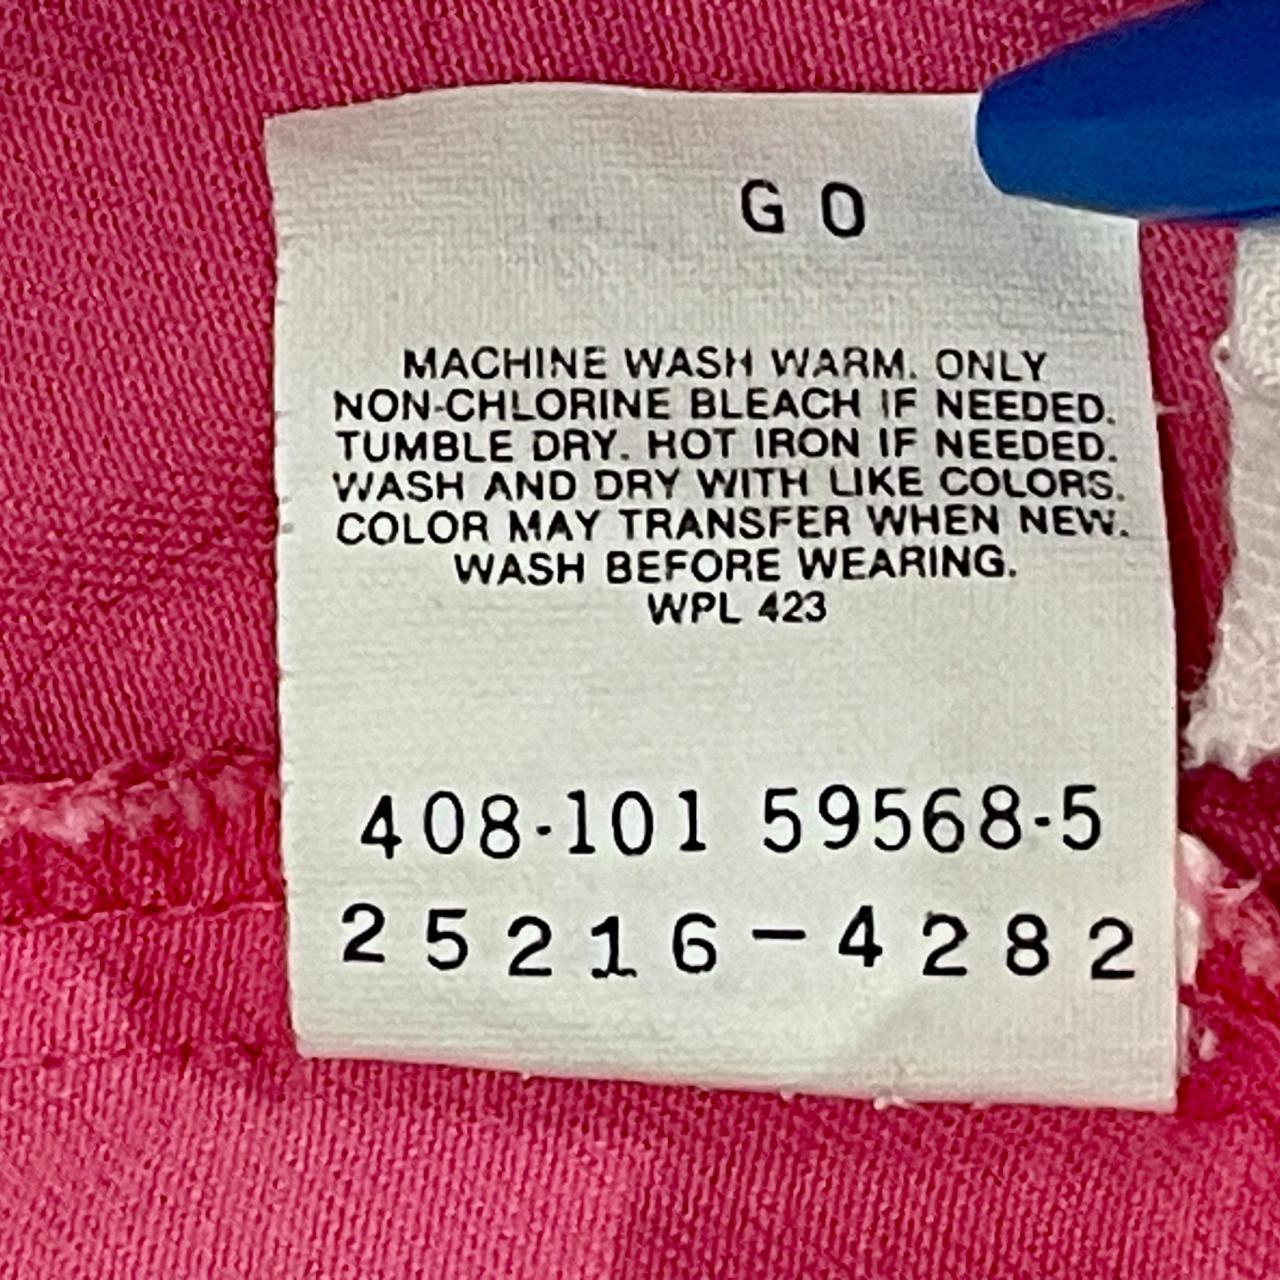 G O
MACHINE WASH WARM. ONLY
NON-CHLORINE BLEACH IF NEEDED.
TUMBLE DRY. HOT IRON IF NEEDED.
WASH AND DRY WITH LIKE COLORS.
COLOR MAY TRANSFER WHEN NEW.
WASH BEFORE WEARING.
WPL 423
408-101 59568-5
25216-4282